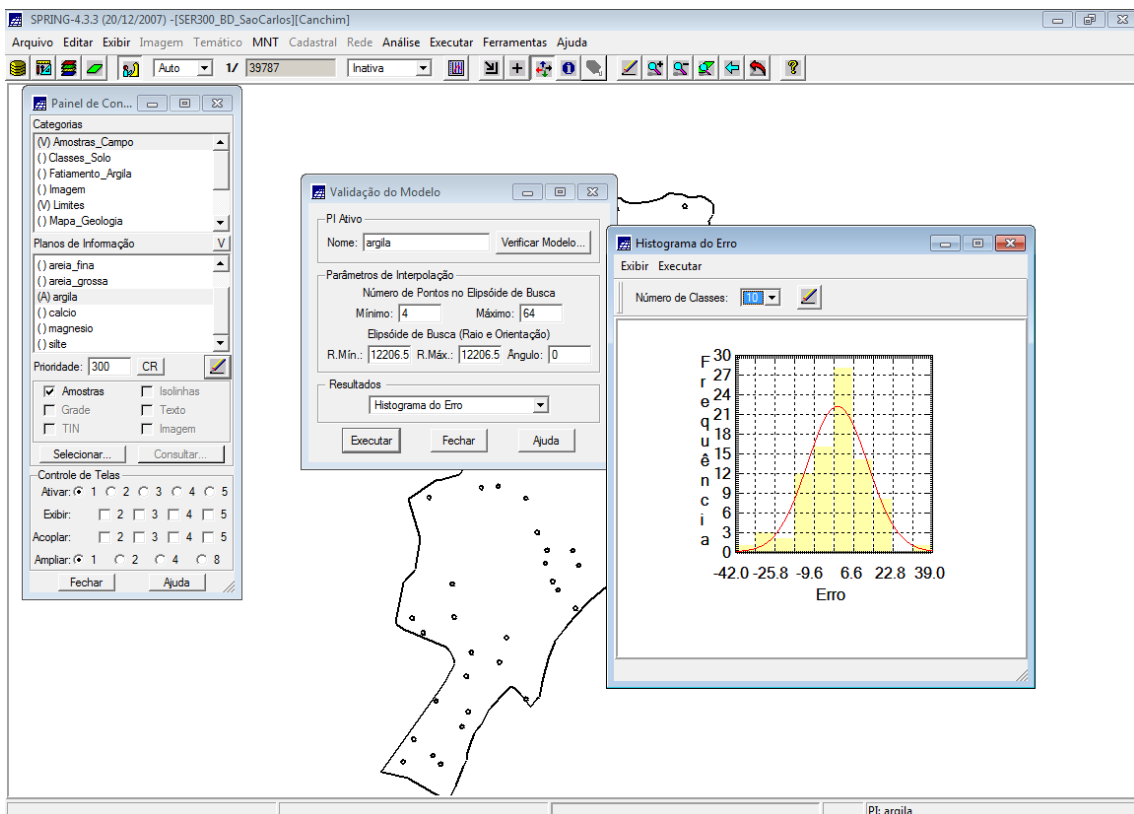 SPRING-4.3.3 (20/12/2007) -[SER300_BD_SaoCarlos][Canchim]
Arquivo Editar Exibir Imagem Temático MNT Cadastral Rede Análise Executar Ferramentas Ajuda
Auto 1/ 39787 Inativa
Painel de Con...
Categorias
(V) Amostras_Campo
( ) Classes_Solo
( ) Fatiamento_Argila
( ) Imagem
(V) Limites
( ) Mapa_Geologia
Planos de Informação V
( ) areia_fina
( ) areia_grossa
(A) argila
( ) calcio
( ) magnesio
( ) silte
Prioridade: 300 CR
Amostras Isolinhas
Grade Texto
TIN Imagem
Selecionar... Consultar...
Controle de Telas
Ativar: 1 2 3 4 5
Exibir: 2 3 4 5
Acoplar: 2 3 4 5
Ampliar: 1 2 4 8
Fechar Ajuda
Validação do Modelo
PI Ativo
Nome: argila Verificar Modelo...
Parâmetros de Interpolação
Número de Pontos no Elipsóide de Busca
Mínimo: 4 Máximo: 64
Elipsóide de Busca (Raio e Orientação)
R.Mín.: 12206.5 R.Máx.: 12206.5 Ângulo: 0
Resultados
Histograma do Erro
Executar Fechar Ajuda
Histograma do Erro
Exibir Executar
Número de Classes: 10
Frequência
30
27
24
21
18
15
12
9
6
3
0
-42.0 -25.8 -9.6 6.6 22.8 39.0
Erro
PI: argila